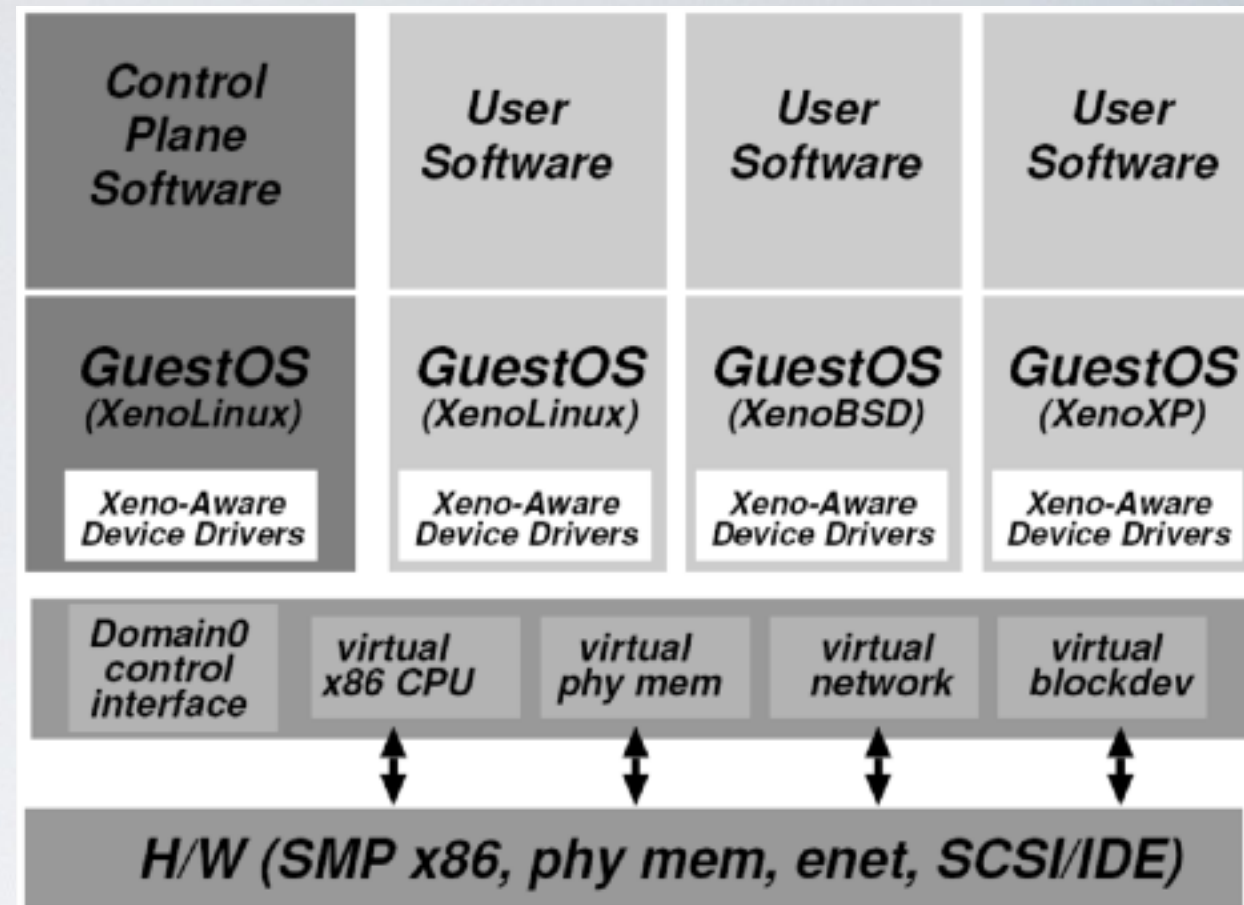 Control
Plane
Software
User
Software
User
Software
User
Software
GuestOS
(XenoLinux)
Xeno-Aware
Device Drivers
GuestOS
(XenoLinux)
Xeno-Aware
Device Drivers
GuestOS
(XenoBSD)
Xeno-Aware
Device Drivers
GuestOS
(XenoXP)
Xeno-Aware
Device Drivers
Domain0
control
interface
virtual
x86 CPU
virtual
phy mem
virtual
network
virtual
blockdev
H/W (SMP x86, phy mem, enet, SCSI/IDE)